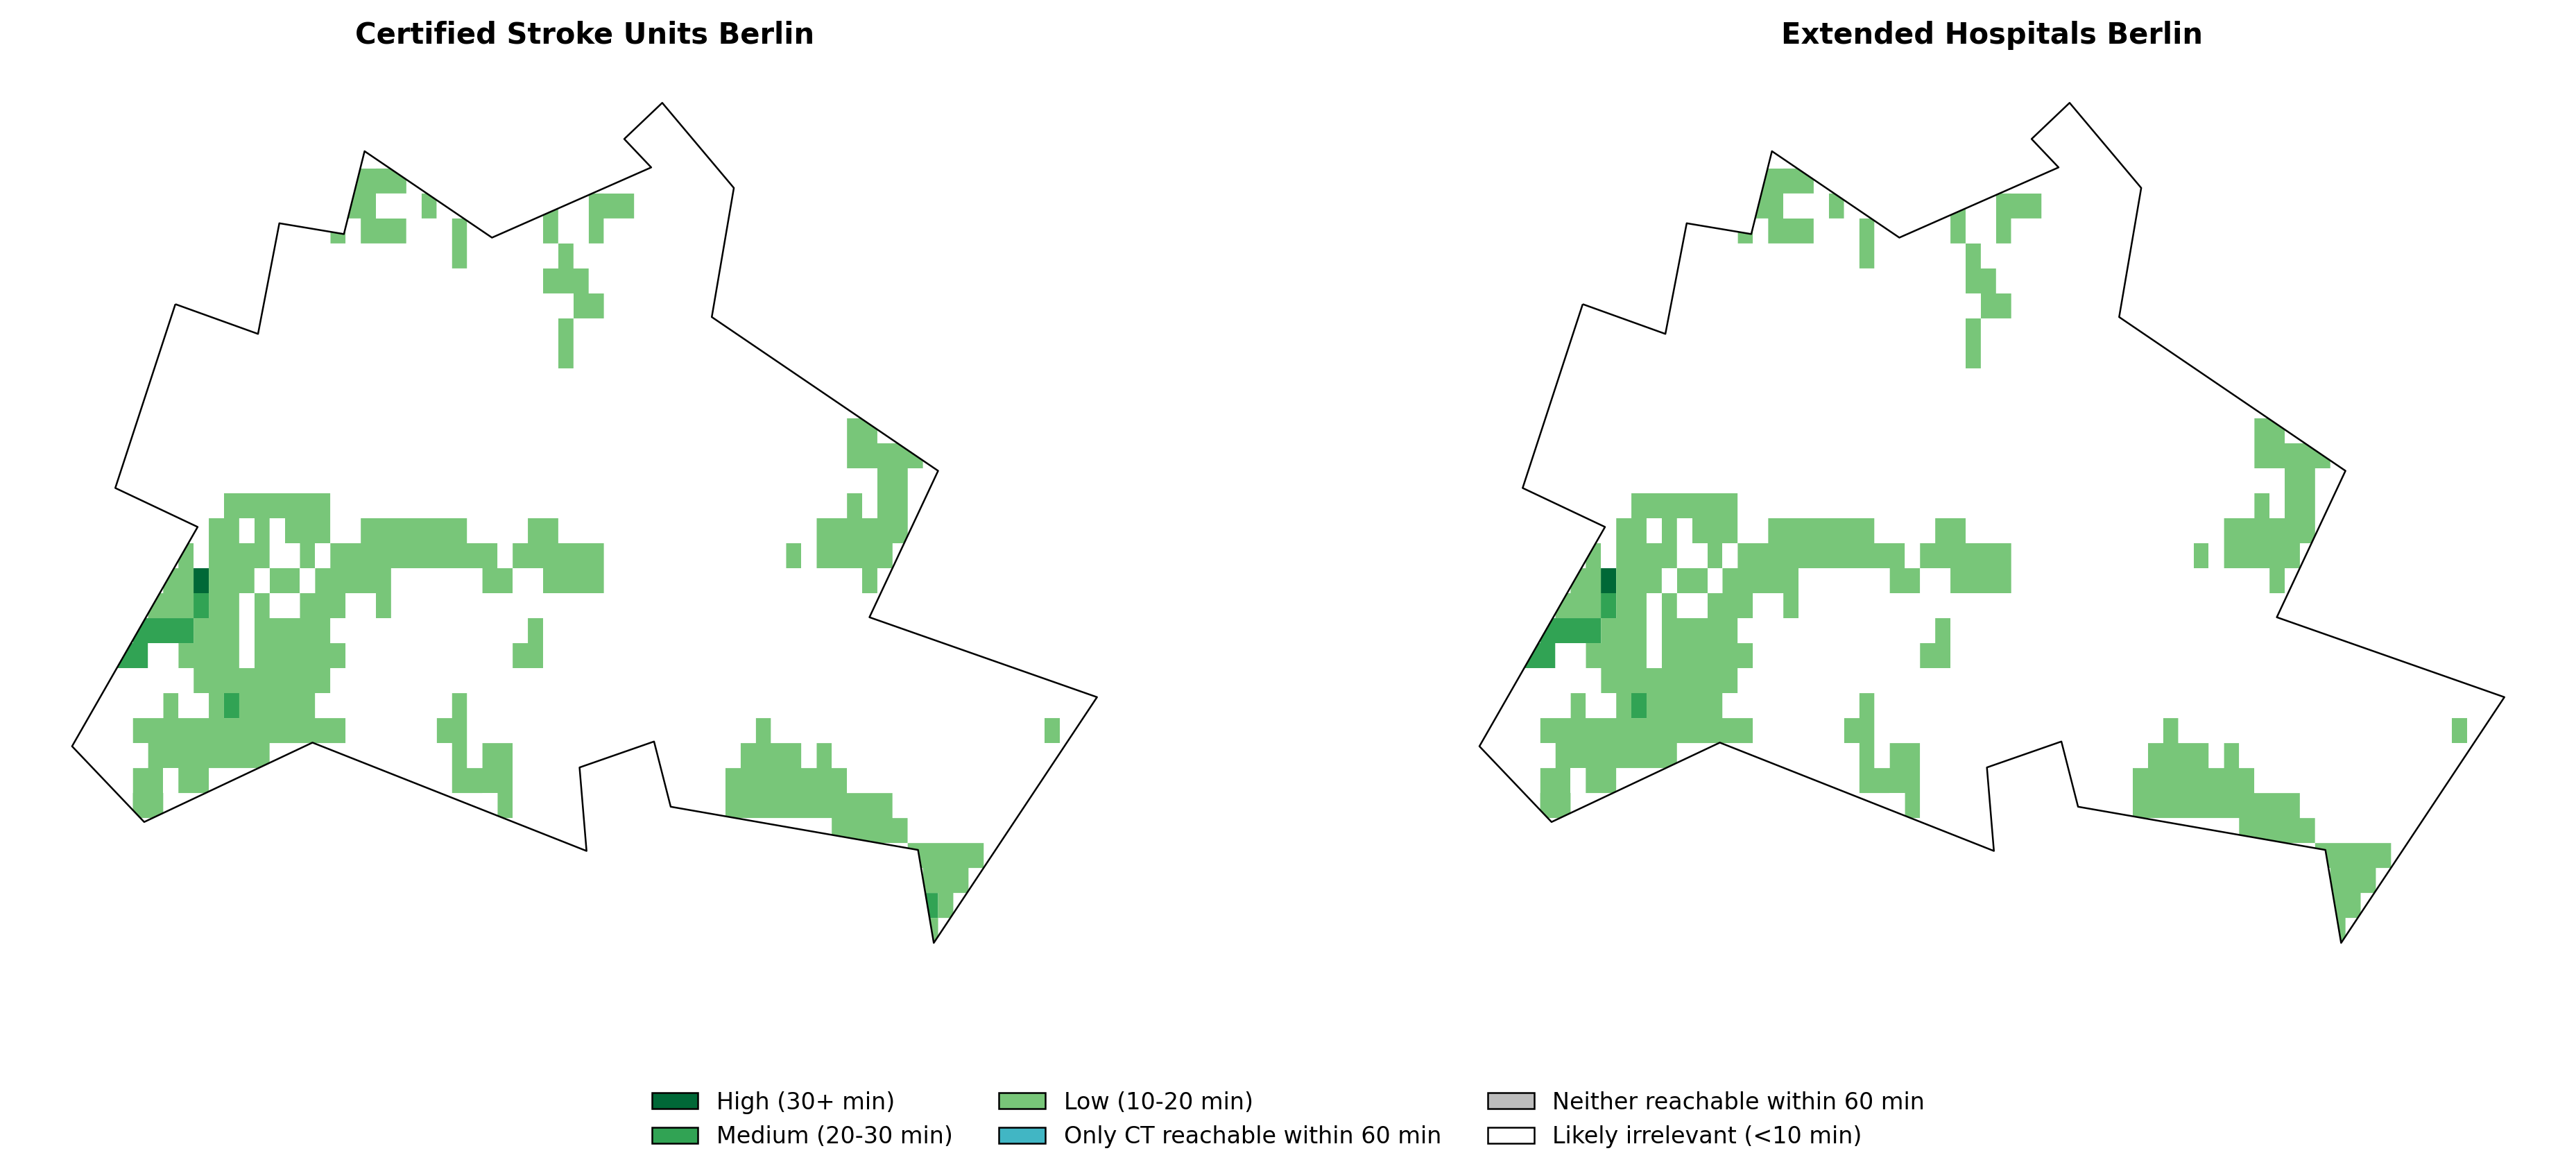 Certified Stroke Units Berlin
Extended Hospitals Berlin
High (30+ min)
Medium (20-30 min)
Low (10-20 min)
Only CT reachable within 60 min
Neither reachable within 60 min
Likely irrelevant (<10 min)